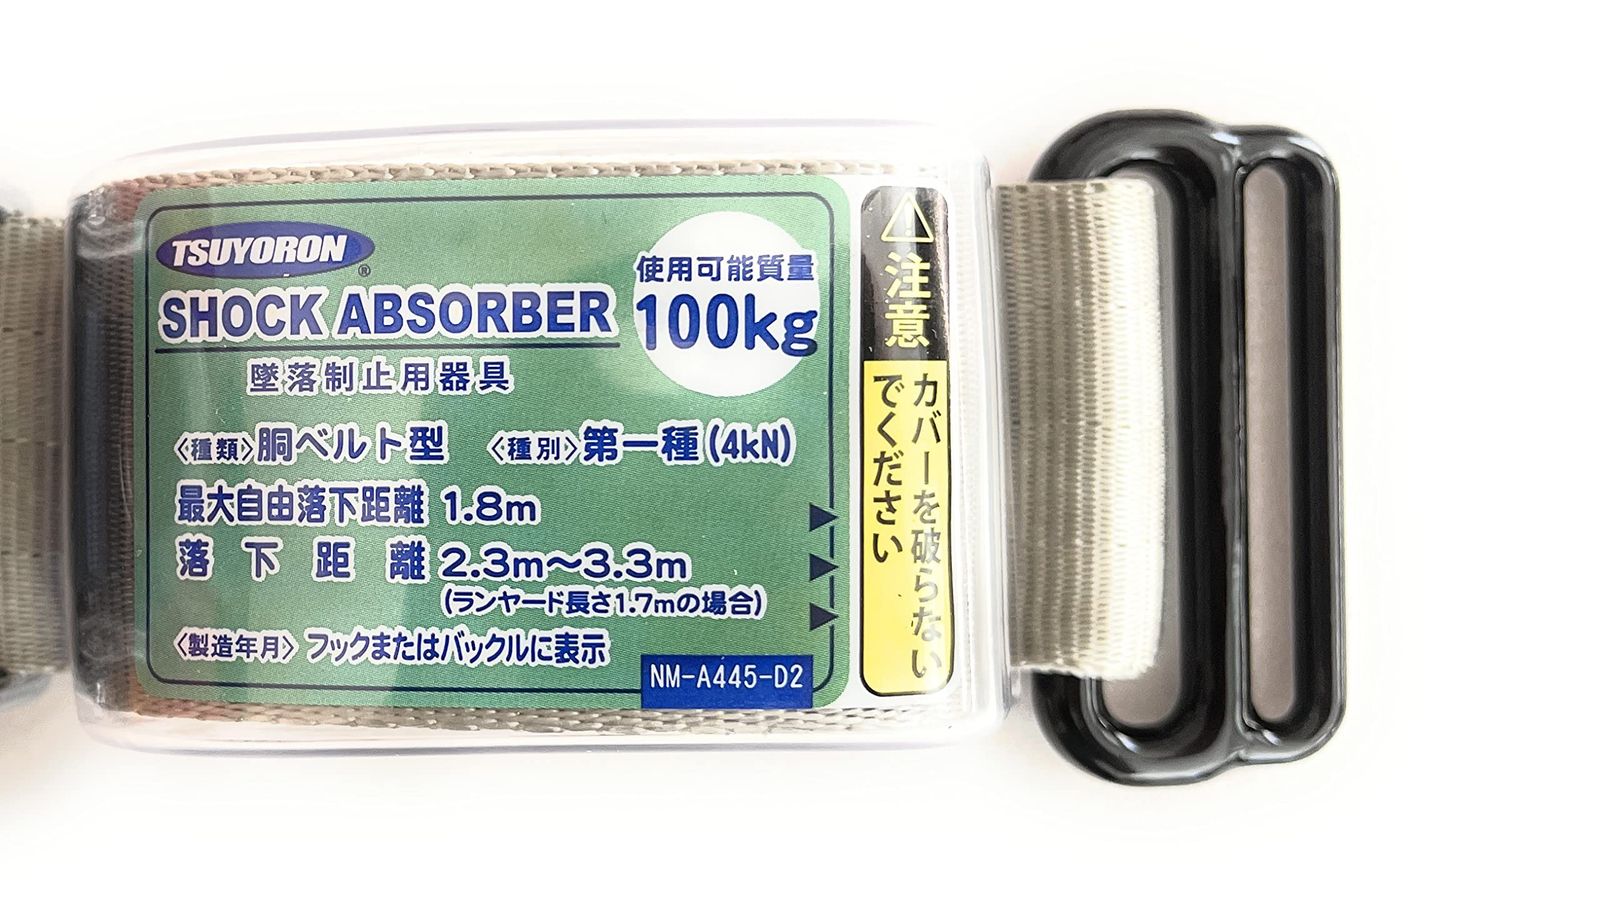 TSUYORON®
SHOCK ABSORBER
墜落制止用器具
使用可能質量
100kg
〈種類〉胴ベルト型 〈種別〉第一種(4kN)
最大自由落下距離 1.8m
落下距離 2.3m～3.3m
(ランヤード長さ1.7mの場合)
〈製造年月〉フックまたはバックルに表示
NM-A445-D2
注意
カバーを破らない
でください